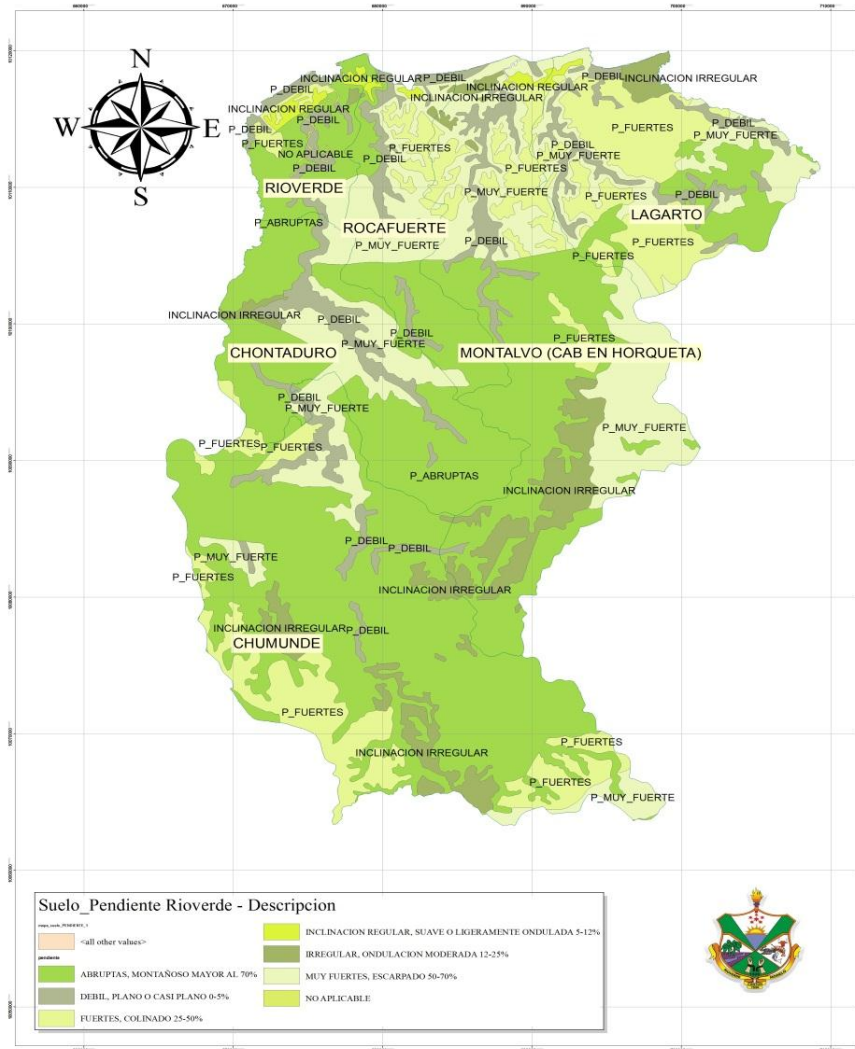 N
W E
S
INCLINACION REGULAR
P_DEBIL
P_DEBIL
INCLINACION IRREGULAR
P_DEBIL
INCLINACION REGULAR
INCLINACION IRREGULAR
INCLINACION REGULAR
P_DEBIL
P_DEBIL
P_FUERTES
P_DEBIL
P_MUY_FUERTE
P_FUERTES
P_FUERTES
P_DEBIL
NO APLICABLE
P_DEBIL
P_MUY_FUERTE
P_DEBIL
P_FUERTES
RIOVERDE
P_MUY_FUERTE
P_FUERTES
P_DEBIL
LAGARTO
P_ABRUPTAS
ROCAFUERTE
P_MUY_FUERTE
P_DEBIL
P_FUERTES
P_FUERTES
INCLINACION IRREGULAR
P_DEBIL
P_DEBIL
P_FUERTES
P_MUY_FUERTE
CHONTADURO
MONTALVO (CAB EN HORQUETA)
P_DEBIL
P_MUY_FUERTE
P_MUY_FUERTE
P_FUERTES
P_FUERTES
P_ABRUPTAS
INCLINACION IRREGULAR
P_DEBIL
P_DEBIL
P_MUY_FUERTE
P_FUERTES
INCLINACION IRREGULAR
INCLINACION IRREGULAR
P_DEBIL
CHUMUNDE
P_FUERTES
P_FUERTES
INCLINACION IRREGULAR
P_FUERTES
P_MUY_FUERTE
Suelo_Pendiente Rioverde - Descripcion
<all other values>
pendiente
ABRUPTAS, MONTAÑOSO MAYOR AL 70%
DEBIL, PLANO O CASI PLANO 0-5%
FUERTES, COLINADO 25-50%
INCLINACION REGULAR, SUAVE O LIGERAMENTE ONDULADA 5-12%
IRREGULAR, ONDULACION MODERADA 12-25%
MUY FUERTES, ESCARPADO 50-70%
NO APLICABLE